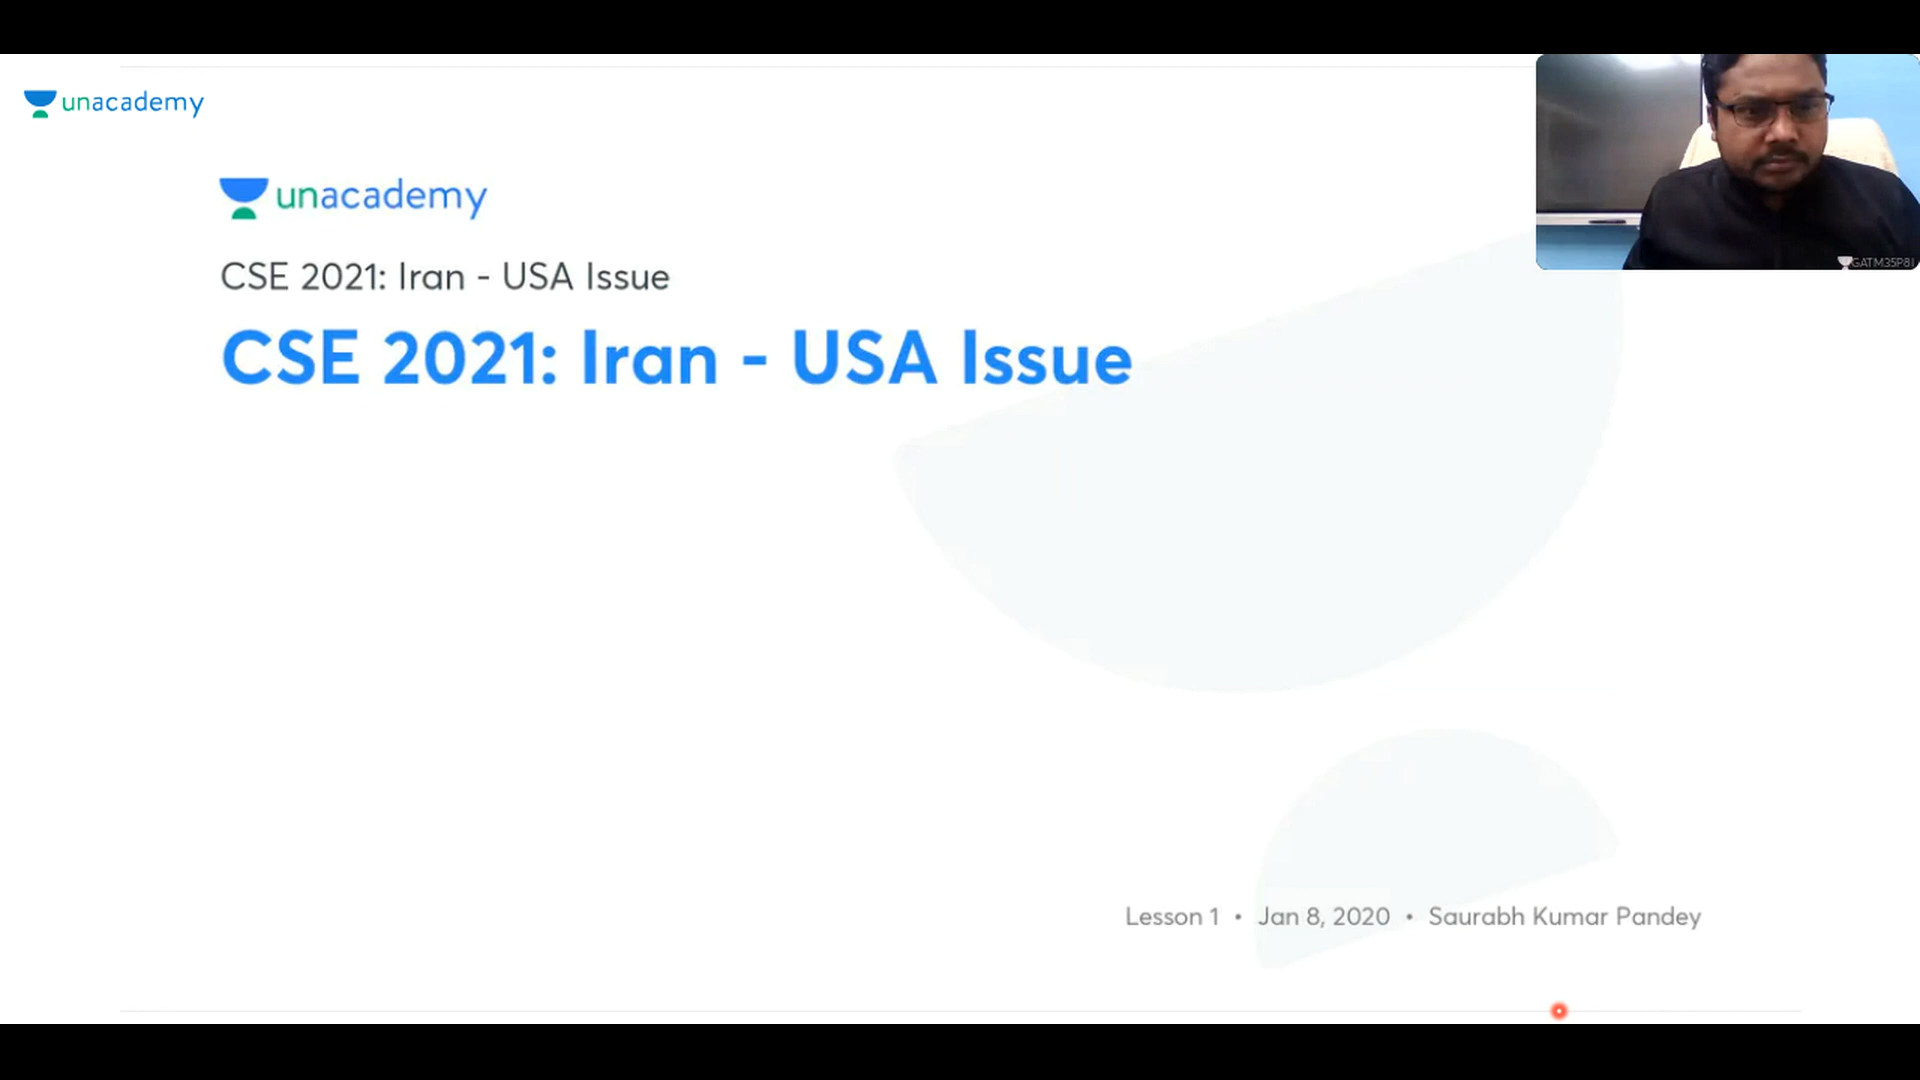 unacademy
unacademy
CSE 2021: Iran - USA Issue
CSE 2021: Iran - USA Issue
GATM35P8I
Lesson 1 • Jan 8, 2020 • Saurabh Kumar Pandey